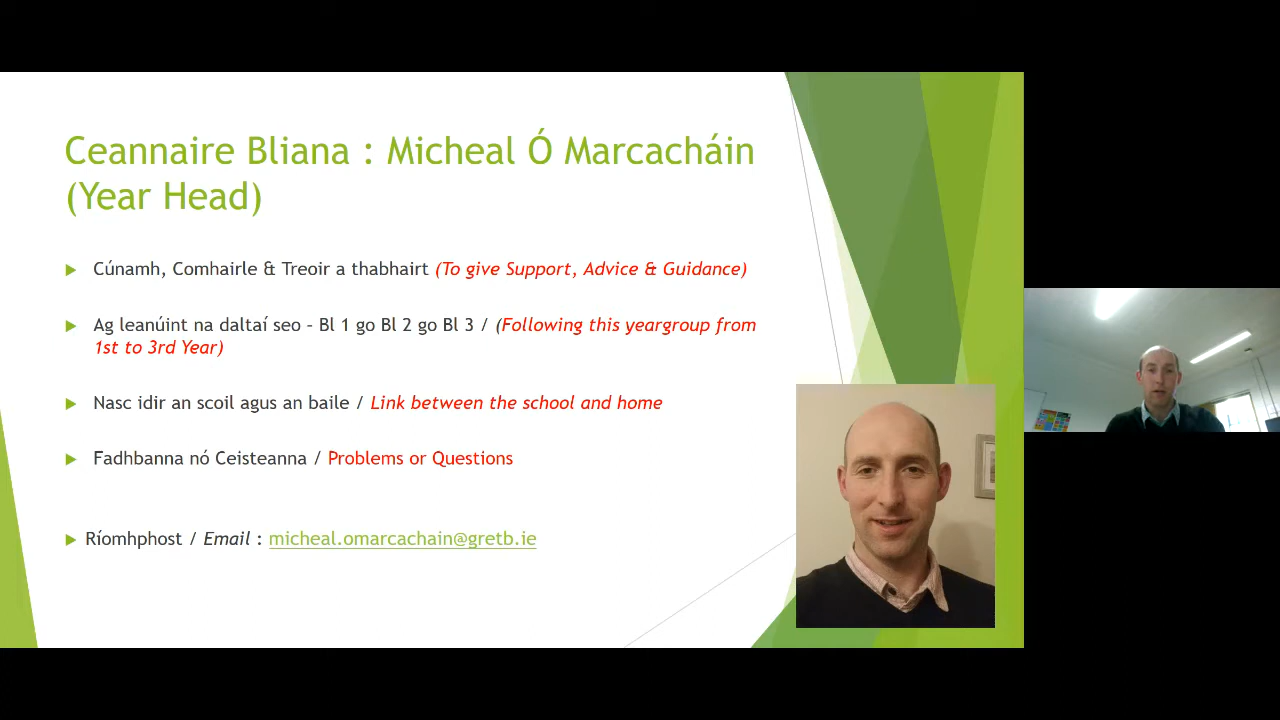 Ceannaire Bliana : Micheal Ó Marcacháin
(Year Head)
Cúnamh, Comhairle & Treoir a thabhairt (To give Support, Advice & Guidance)
Ag leanúint na daltaí seo – Bl 1 go Bl 2 go Bl 3 / (Following this yeargroup from
1st to 3rd Year)
Nasc idir an scoil agus an baile / Link between the school and home
Fadhbanna nó Ceisteanna / Problems or Questions
Ríomhphost / Email : micheal.omarcachain@gretb.ie